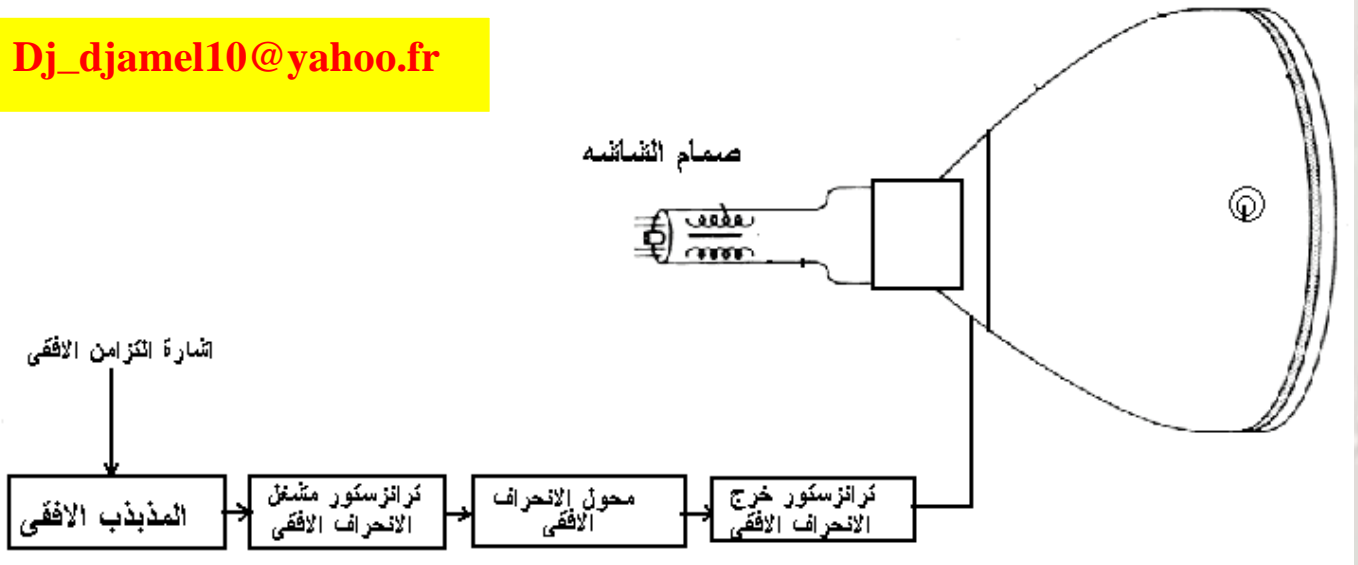 Dj_djamel10@yahoo.fr
صمام الشاشه
اشارة التزامن الافقى
المذبذب الافقى
ترانزستور مشغل
الانحراف الافقى
محول الانحراف
الافقى
ترانزستور خرج
الانحراف الافقى